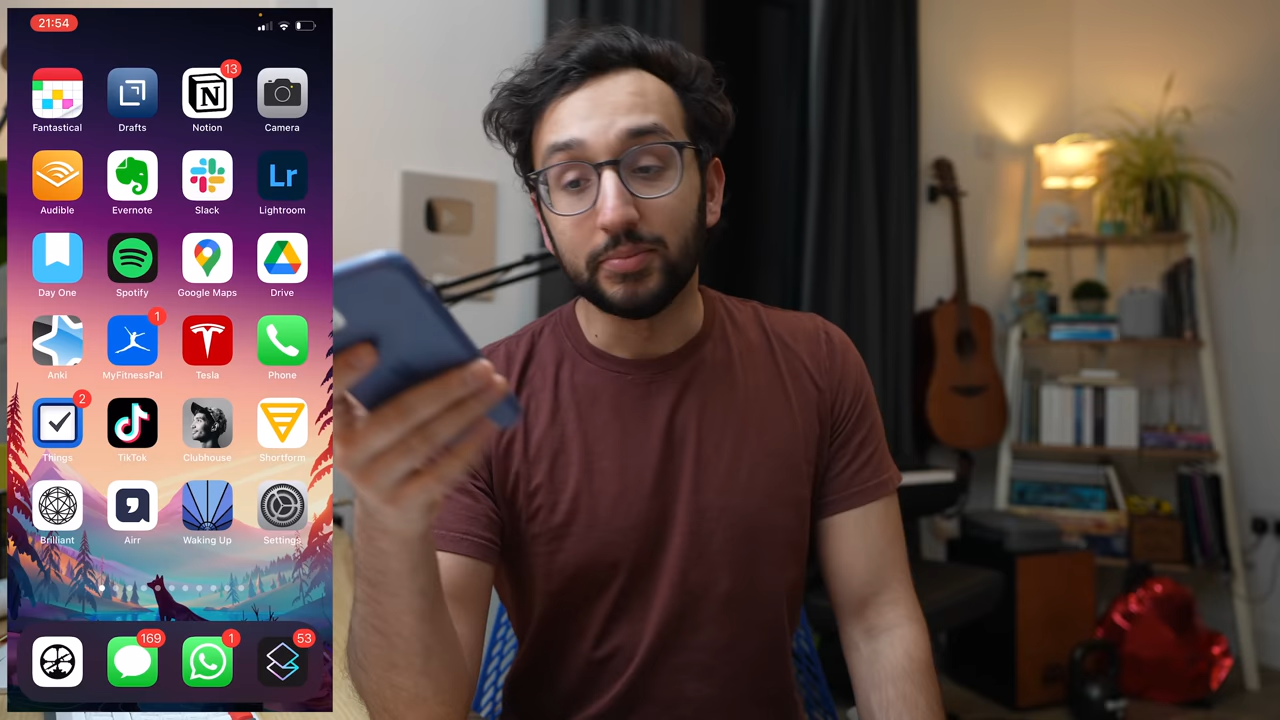 21:54
13
Fantastical Drafts Notion Camera
Lr
Audible Evernote Slack Lightroom
Day One Spotify Google Maps Drive
1
Anki MyFitnessPal Tesla Phone
2
Things TikTok Clubhouse Shortform
Brilliant Airr Waking Up Settings
169 1 53